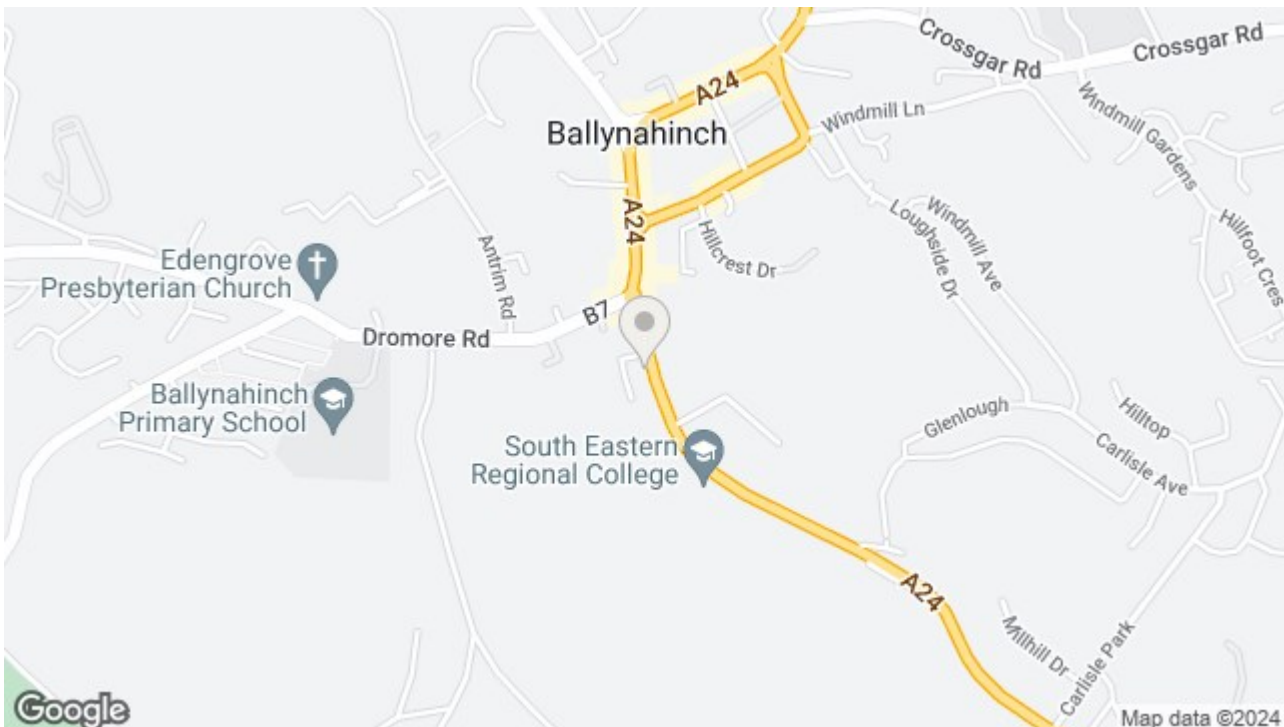 Crossgar Rd
Crossgar Rd
A24
Windmill Ln
Ballynahinch
Windmill Gardens
A24
Hillcrest Dr
Loughside Dr
Windmill Ave
Hillfoot Cres
Antrim Rd
Edengrove
Presbyterian Church
B7
Dromore Rd
Ballynahinch
Primary School
Glenlough
Hilltop
Carlisle Ave
South Eastern
Regional College
A24
Millhill Dr
Carlisle Park
Google
Map data ©2024